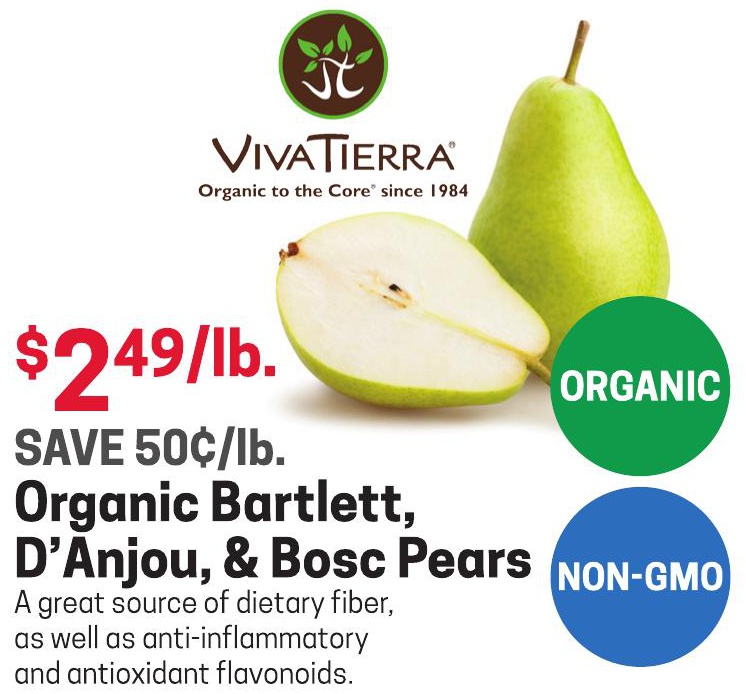 VIVATIERRA®
Organic to the Core® since 1984
$2.49/lb.
SAVE 50¢/lb.
Organic Bartlett,
D'Anjou, & Bosc Pears
A great source of dietary fiber,
as well as anti-inflammatory
and antioxidant flavonoids.
ORGANIC
NON-GMO